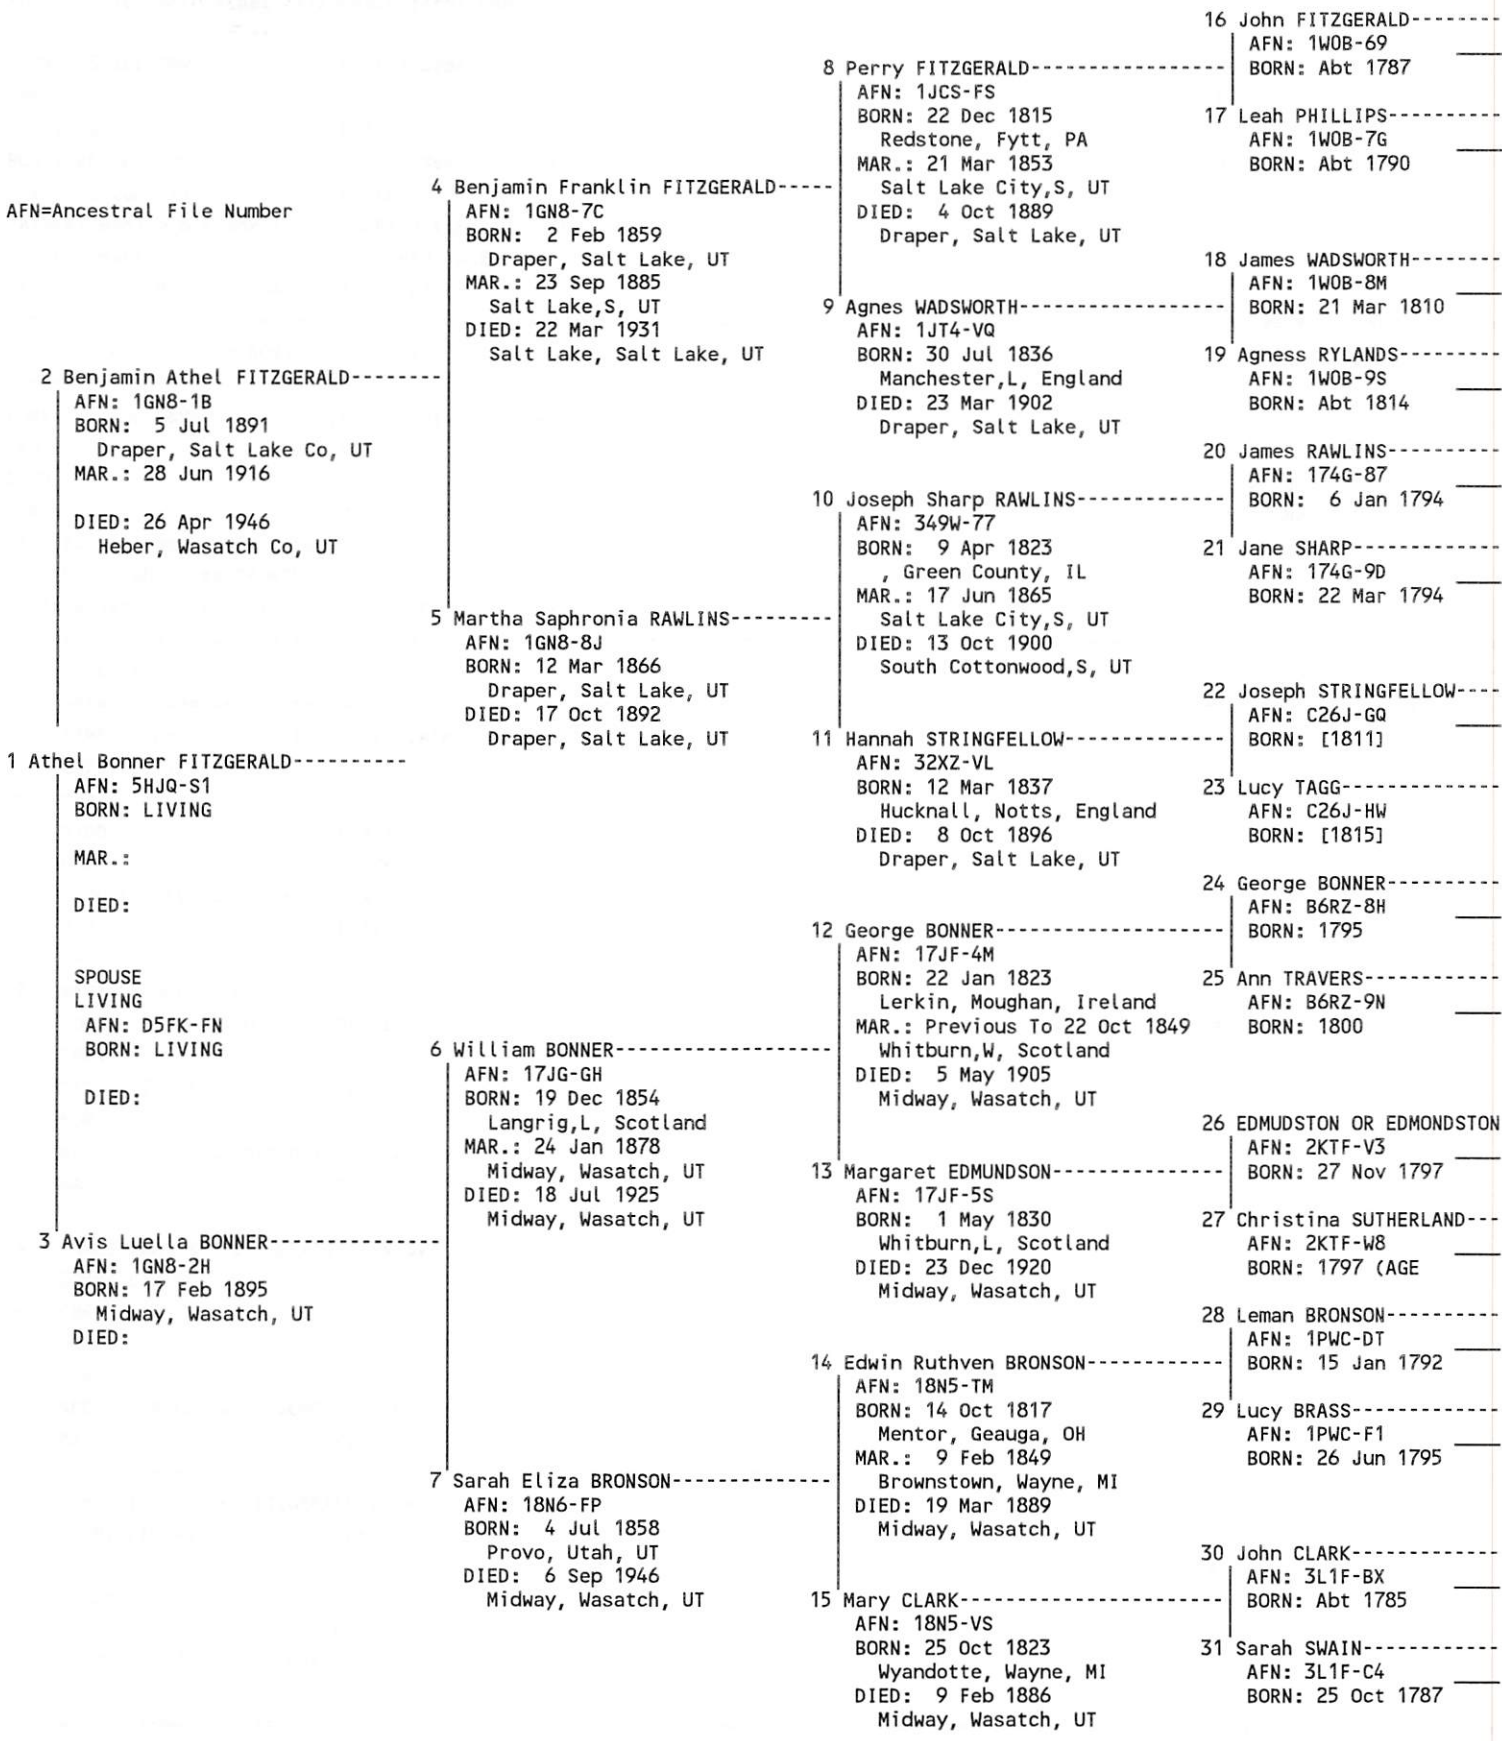 AFN=Ancestral File Number
1 Athel Bonner FITZGERALD----------
AFN: 5HJQ-S1
BORN: LIVING
MAR.:
DIED:
SPOUSE
LIVING
AFN: D5FK-FN
BORN: LIVING
DIED:
2 Benjamin Athel FITZGERALD--------
AFN: 1GN8-1B
BORN: 5 Jul 1891
Draper, Salt Lake Co, UT
MAR.: 28 Jun 1916
DIED: 26 Apr 1946
Heber, Wasatch Co, UT
3 Avis Luella BONNER---------------
AFN: 1GN8-2H
BORN: 17 Feb 1895
Midway, Wasatch, UT
DIED:
4 Benjamin Franklin FITZGERALD-----
AFN: 1GN8-7C
BORN: 2 Feb 1859
Draper, Salt Lake, UT
MAR.: 23 Sep 1885
Salt Lake,S, UT
DIED: 22 Mar 1931
Salt Lake, Salt Lake, UT
5 Martha Saphronia RAWLINS---------
AFN: 1GN8-8J
BORN: 12 Mar 1866
Draper, Salt Lake, UT
DIED: 17 Oct 1892
Draper, Salt Lake, UT
6 William BONNER-------------------
AFN: 17JG-GH
BORN: 19 Dec 1854
Langrig,L, Scotland
MAR.: 24 Jan 1878
Midway, Wasatch, UT
DIED: 18 Jul 1925
Midway, Wasatch, UT
7 Sarah Eliza BRONSON--------------
AFN: 18N6-FP
BORN: 4 Jul 1858
Provo, Utah, UT
DIED: 6 Sep 1946
Midway, Wasatch, UT
8 Perry FITZGERALD-----------------
AFN: 1JCS-FS
BORN: 22 Dec 1815
Redstone, Fytt, PA
MAR.: 21 Mar 1853
Salt Lake City,S, UT
DIED: 4 Oct 1889
Draper, Salt Lake, UT
9 Agnes WADSWORTH------------------
AFN: 1JT4-VQ
BORN: 30 Jul 1836
Manchester,L, England
DIED: 23 Mar 1902
Draper, Salt Lake, UT
10 Joseph Sharp RAWLINS-------------
AFN: 349W-77
BORN: 9 Apr 1823
, Green County, IL
MAR.: 17 Jun 1865
Salt Lake City,S, UT
DIED: 13 Oct 1900
South Cottonwood,S, UT
11 Hannah STRINGFELLOW--------------
AFN: 32XZ-VL
BORN: 12 Mar 1837
Hucknall, Notts, England
DIED: 8 Oct 1896
Draper, Salt Lake, UT
12 George BONNER--------------------
AFN: 17JF-4M
BORN: 22 Jan 1823
Lerkin, Moughan, Ireland
MAR.: Previous To 22 Oct 1849
Whitburn,W, Scotland
DIED: 5 May 1905
Midway, Wasatch, UT
13 Margaret EDMUNDSON---------------
AFN: 17JF-5S
BORN: 1 May 1830
Whitburn,L, Scotland
DIED: 23 Dec 1920
Midway, Wasatch, UT
14 Edwin Ruthven BRONSON------------
AFN: 18N5-TM
BORN: 14 Oct 1817
Mentor, Geauga, OH
MAR.: 9 Feb 1849
Brownstown, Wayne, MI
DIED: 19 Mar 1889
Midway, Wasatch, UT
15 Mary CLARK-----------------------
AFN: 18N5-VS
BORN: 25 Oct 1823
Wyandotte, Wayne, MI
DIED: 9 Feb 1886
Midway, Wasatch, UT
16 John FITZGERALD--------
AFN: 1W0B-69
BORN: Abt 1787
17 Leah PHILLIPS----------
AFN: 1W0B-7G
BORN: Abt 1790
18 James WADSWORTH--------
AFN: 1W0B-8M
BORN: 21 Mar 1810
19 Agness RYLANDS---------
AFN: 1W0B-9S
BORN: Abt 1814
20 James RAWLINS----------
AFN: 174G-87
BORN: 6 Jan 1794
21 Jane SHARP-------------
AFN: 174G-9D
BORN: 22 Mar 1794
22 Joseph STRINGFELLOW----
AFN: C26J-GQ
BORN: [1811]
23 Lucy TAGG--------------
AFN: C26J-HW
BORN: [1815]
24 George BONNER----------
AFN: B6RZ-8H
BORN: 1795
25 Ann TRAVERS------------
AFN: B6RZ-9N
BORN: 1800
26 EDMUDSTON OR EDMONDSTON
AFN: 2KTF-V3
BORN: 27 Nov 1797
27 Christina SUTHERLAND---
AFN: 2KTF-W8
BORN: 1797 (AGE
28 Leman BRONSON----------
AFN: 1PWC-DT
BORN: 15 Jan 1792
29 Lucy BRASS-------------
AFN: 1PWC-F1
BORN: 26 Jun 1795
30 John CLARK-------------
AFN: 3L1F-BX
BORN: Abt 1785
31 Sarah SWAIN------------
AFN: 3L1F-C4
BORN: 25 Oct 1787